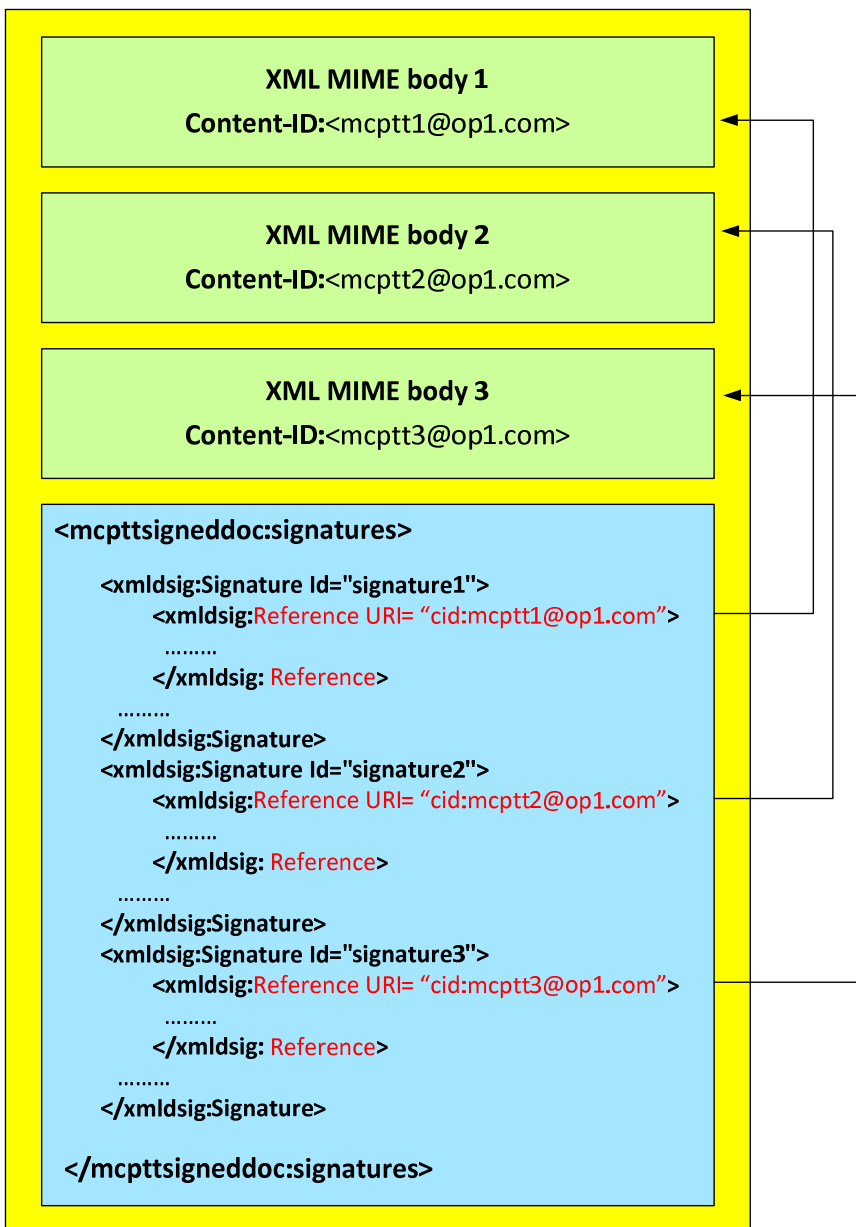 XML MIME body 1
Content-ID:<mcptt1@op1.com>
XML MIME body 2
Content-ID:<mcptt2@op1.com>
XML MIME body 3
Content-ID:<mcptt3@op1.com>
<mcpttsigneddoc:signatures>
<xmldsig:Signature Id="signature1">
<xmldsig:Reference URI= “cid:mcptt1@op1.com”>
.........
</xmldsig: Reference>
.........
</xmldsig:Signature>
<xmldsig:Signature Id="signature2">
<xmldsig:Reference URI= “cid:mcptt2@op1.com”>
.........
</xmldsig: Reference>
.........
</xmldsig:Signature>
<xmldsig:Signature Id="signature3">
<xmldsig:Reference URI= “cid:mcptt3@op1.com”>
.........
</xmldsig: Reference>
.........
</xmldsig:Signature>
</mcpttsigneddoc:signatures>